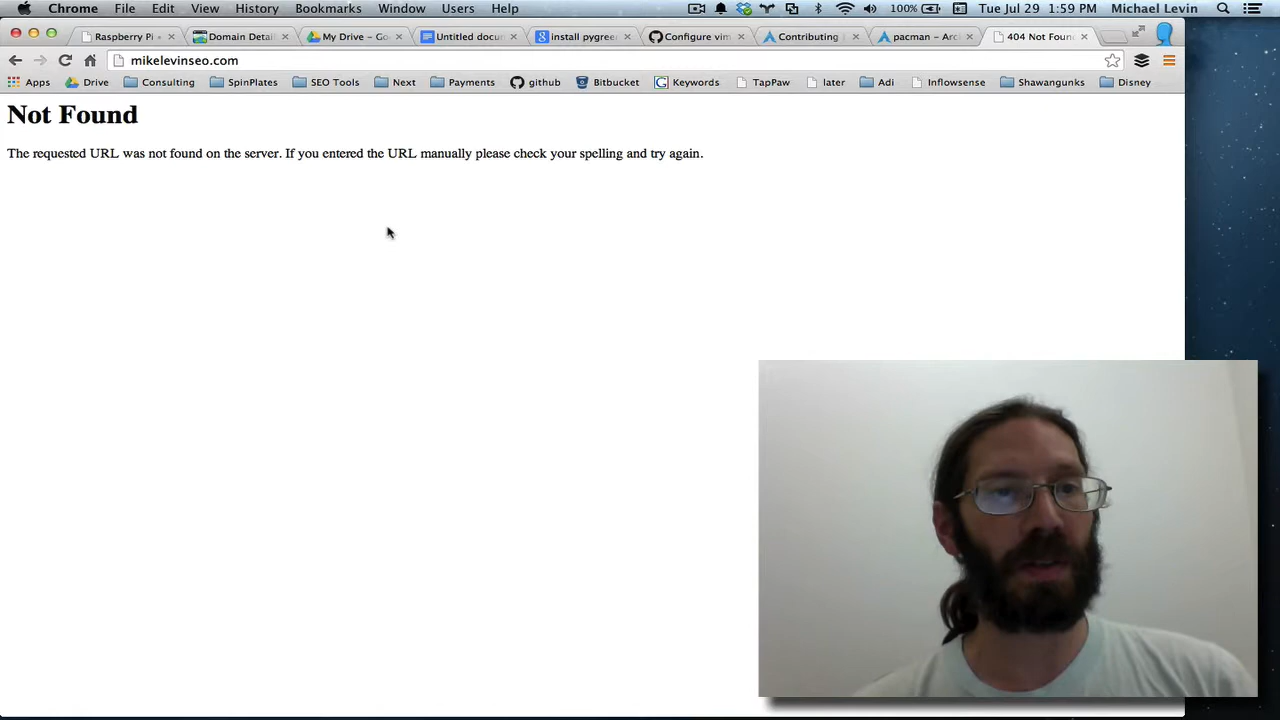 Chrome File Edit View History Bookmarks Window Users Help 100% Tue Jul 29 1:59 PM Michael Levin
Raspberry Pi Domain Detail My Drive – Go Untitled docum install pygree Configure vim Contributing pacman – Arc 404 Not Foun
mikelevinseo.com
Apps Drive Consulting SpinPlates SEO Tools Next Payments github Bitbucket Keywords TapPaw later Adi Inflowsense Shawangunks Disney
Not Found
The requested URL was not found on the server. If you entered the URL manually please check your spelling and try again.